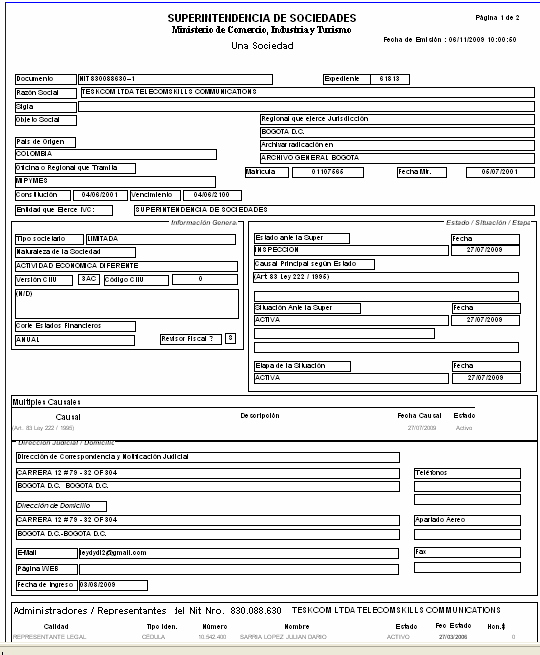 SUPERINTENDENCIA DE SOCIEDADES
Página 1 de 2
Ministerio de Comercio, Industria y Turismo
Fecha de Emisión : 06/11/2009 10:00:50
Una Sociedad
Documento NIT 830088630-1 Expediente 61813
Razón Social TESKCOM LTDA TELECOMSKILLS COMMUNICATIONS
Sigla
Objeto Social Regional que ejerce Jurisdicción
BOGOTA D.C.
País de Origen Archivar radicación en
COLOMBIA ARCHIVO GENERAL BOGOTA
Oficina o Regional que Tramita Matrícula 01107565 Fecha Mtr. 05/07/2001
MIPYMES
Constitución 04/06/2001 Vencimiento 04/06/2100
Entidad que Ejerce IVC: SUPERINTENDENCIA DE SOCIEDADES
Información General
Tipo societario LIMITADA
Naturaleza de la Sociedad
ACTIVIDAD ECONOMICA DIFERENTE
Versión CIIU 3AC Código CIIU 0
(N/D)
Corte Estados Financieros
ANUAL Revisor Fiscal ? S
Estado / Situación / Etapa
Estado ante la Super Fecha
INSPECCION 27/07/2009
Causal Principal según Estado
(Art. 83 Ley 222 / 1995)
Situación Ante la Super Fecha
ACTIVA 27/07/2009
Etapa de la Situación Fecha
ACTIVA 27/07/2009
Multiples Causales
Causal Descripción Fecha Causal Estado
(Art. 83 Ley 222 / 1995) 27/07/2009 Activo
Dirección Judicial / Domicilio
Dirección de Correspondencia y Notificación Judicial
CARRERA 12 # 79 - 32 OF 304 Teléfonos
BOGOTA D.C. BOGOTA D.C.
Dirección de Domicilio
CARRERA 12 # 79 - 32 OF 304 Apartado Aereo
BOGOTA D.C.-BOGOTA D.C.
E-Mail leydydl2@gmail.com Fax
Página WEB
Fecha de Ingreso 03/08/2009
Administradores / Representantes del Nit Nro. 830.088.630 TESKCOM LTDA TELECOMSKILLS COMMUNICATIONS
Calidad Tipo Iden. Número Nombre Estado Fec Estado Hon.$
REPRESENTANTE LEGAL CEDULA 10.542.400 SARRIA LOPEZ JULIAN DARIO ACTIVO 27/03/2006 0